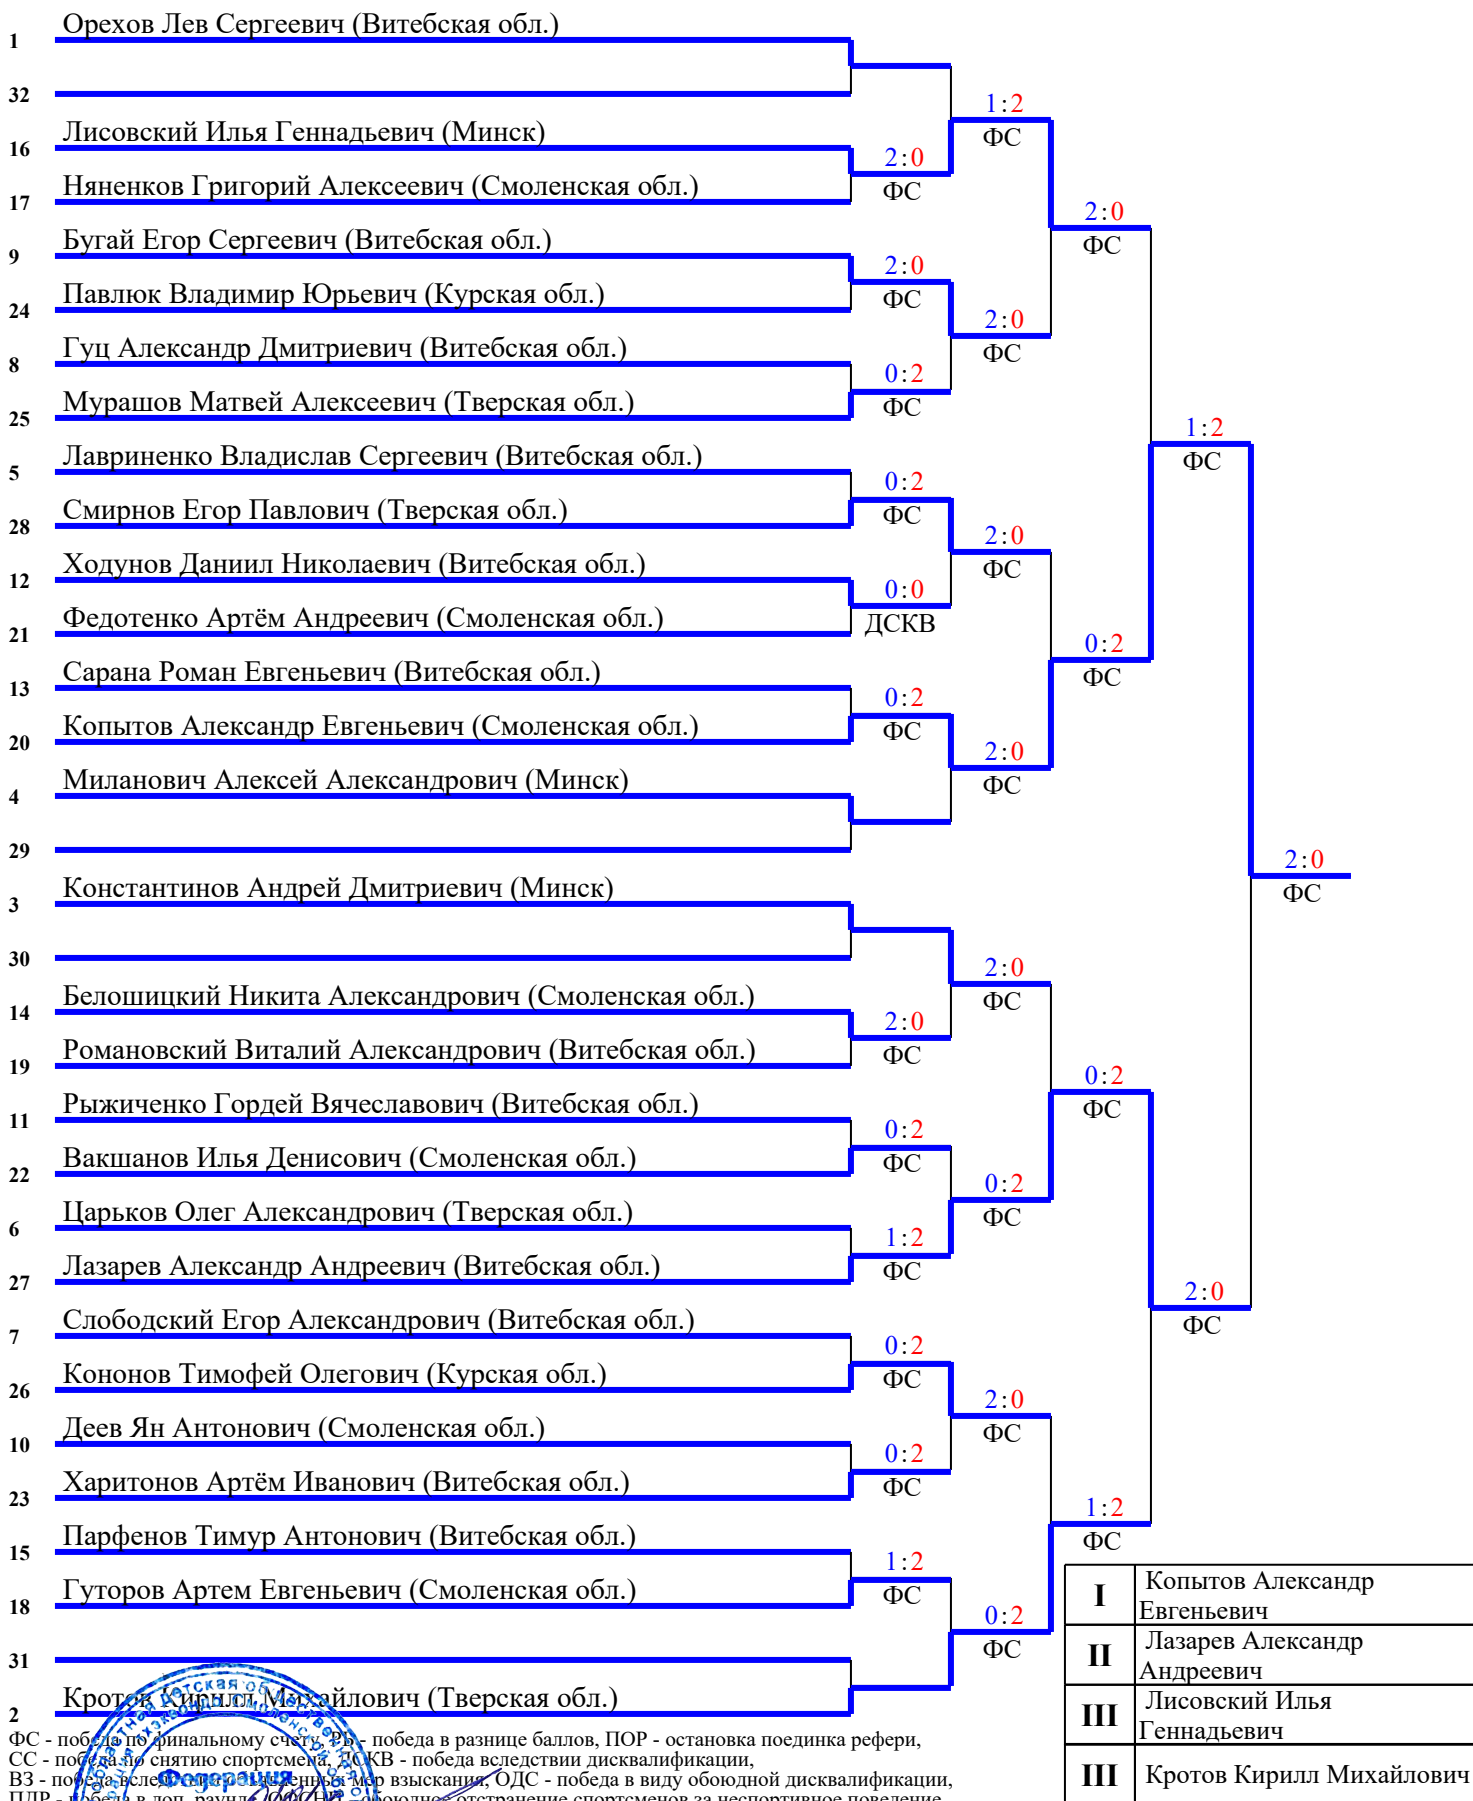 Орехов Лев Сергеевич (Витебская обл.)
1
32
1:2
ФС
Лисовский Илья Геннадьевич (Минск)
16
2:0
ФС
Няненков Григорий Алексеевич (Смоленская обл.)
17
2:0
ФС
Бугай Егор Сергеевич (Витебская обл.)
9
2:0
ФС
Павлюк Владимир Юрьевич (Курская обл.)
24
2:0
ФС
Гуц Александр Дмитриевич (Витебская обл.)
8
0:2
ФС
Мурашов Матвей Алексеевич (Тверская обл.)
25
1:2
ФС
Лавриненко Владислав Сергеевич (Витебская обл.)
5
0:2
ФС
Смирнов Егор Павлович (Тверская обл.)
28
2:0
ФС
Ходунов Даниил Николаевич (Витебская обл.)
12
0:0
ДСКВ
Федотенко Артём Андреевич (Смоленская обл.)
21
0:2
ФС
Сарана Роман Евгеньевич (Витебская обл.)
13
0:2
ФС
Копытов Александр Евгеньевич (Смоленская обл.)
20
2:0
ФС
Миланович Алексей Александрович (Минск)
4
29
2:0
ФС
Константинов Андрей Дмитриевич (Минск)
3
30
2:0
ФС
Белошицкий Никита Александрович (Смоленская обл.)
14
2:0
ФС
Романовский Виталий Александрович (Витебская обл.)
19
0:2
ФС
Рыжиченко Гордей Вячеславович (Витебская обл.)
11
0:2
ФС
Вакшанов Илья Денисович (Смоленская обл.)
22
0:2
ФС
Царьков Олег Александрович (Тверская обл.)
6
1:2
ФС
Лазарев Александр Андреевич (Витебская обл.)
27
2:0
ФС
Слободский Егор Александрович (Витебская обл.)
7
0:2
ФС
Кононов Тимофей Олегович (Курская обл.)
26
2:0
ФС
Деев Ян Антонович (Смоленская обл.)
10
0:2
ФС
Харитонов Артём Иванович (Витебская обл.)
23
1:2
ФС
Парфенов Тимур Антонович (Витебская обл.)
15
1:2
ФС
Гуторов Артем Евгеньевич (Смоленская обл.)
18
0:2
ФС
31
Кротов Кирилл Михайлович (Тверская обл.)
2
I Копытов Александр
Евгеньевич
II Лазарев Александр
Андреевич
III Лисовский Илья
Геннадьевич
III Кротов Кирилл Михайлович
ФС - победа по финальному счету, РБ - победа в разнице баллов, ПОР - остановка поединка рефери,
СС - победа по снятию спортсмена, ДСКВ - победа вследствии дисквалификации,
ВЗ - победа вследствии мер взыскания, ОДС - победа в виду обоюдной дисквалификации,
ПДР - победа в доп. раунде обоюдное отстранение спортсменов за неспортивное поведение
Федерация